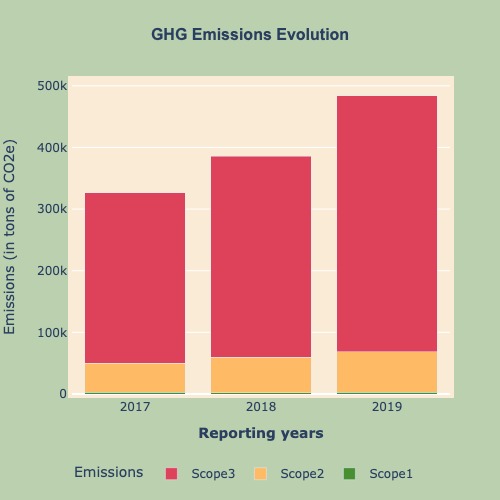 GHG Emissions Evolution
Emissions (in tons of CO2e)
500k
400k
300k
200k
100k
0
2017 2018 2019
Reporting years
Emissions Scope3 Scope2 Scope1